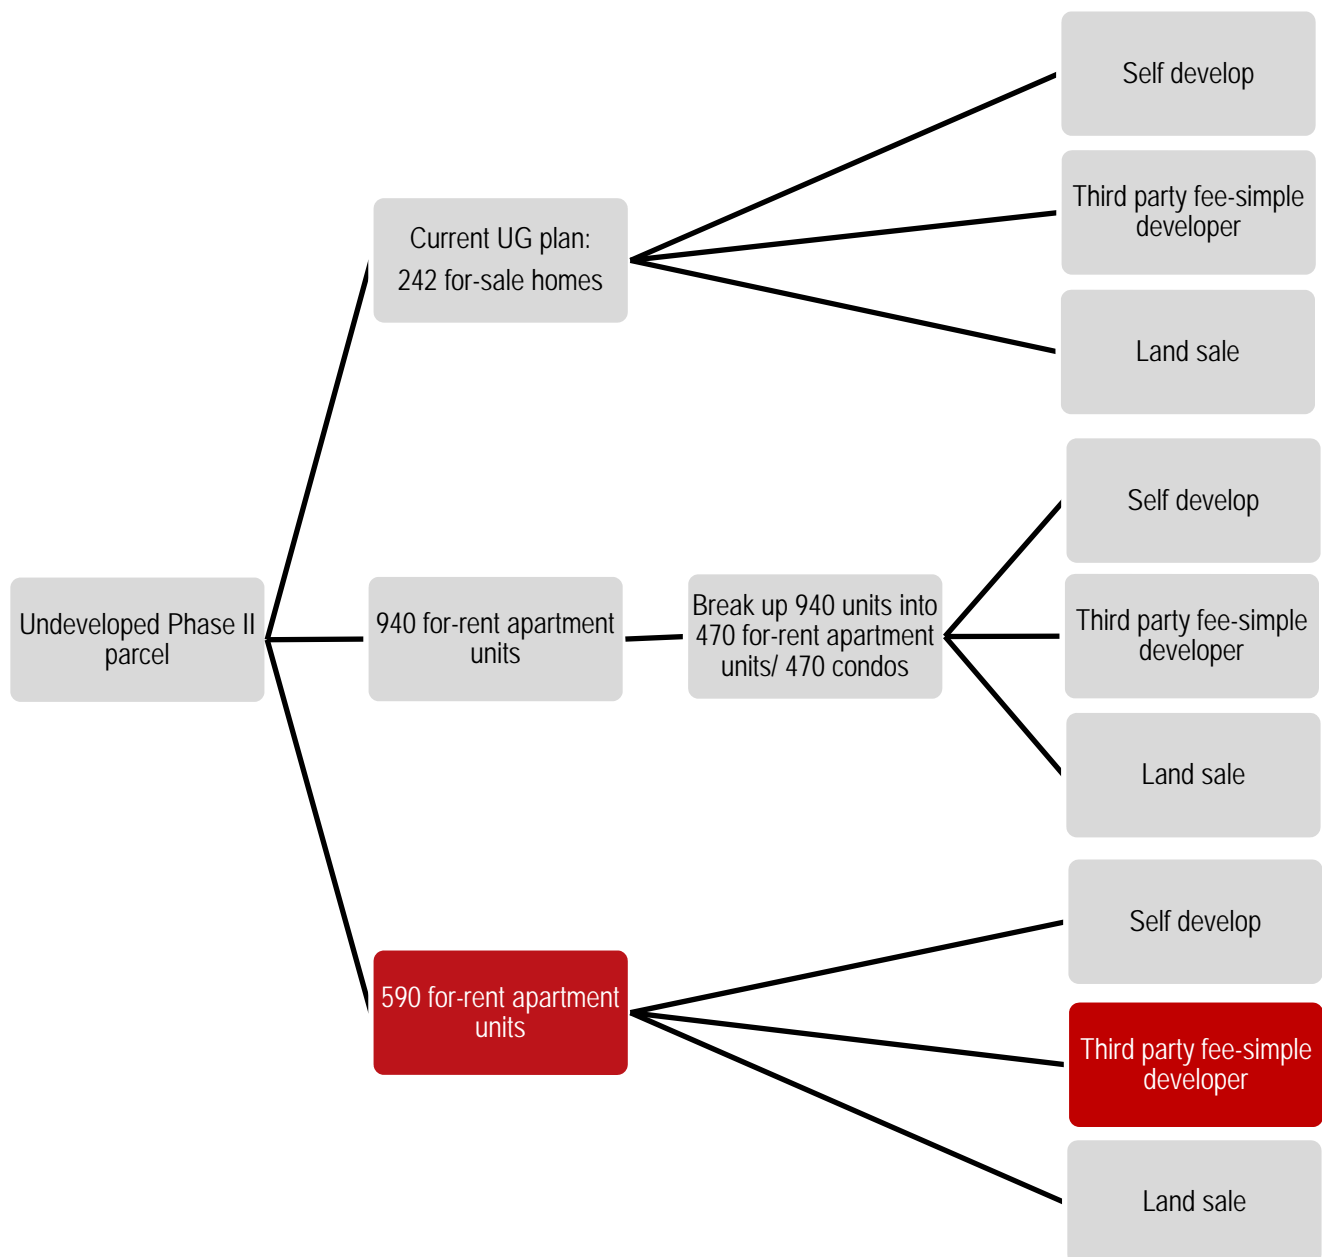 Undeveloped Phase II
parcel
Current UG plan:
242 for-sale homes
Self develop
Third party fee-simple
developer
Land sale
940 for-rent apartment
units
Break up 940 units into
470 for-rent apartment
units/ 470 condos
Self develop
Third party fee-simple
developer
Land sale
590 for-rent apartment
units
Self develop
Third party fee-simple
developer
Land sale